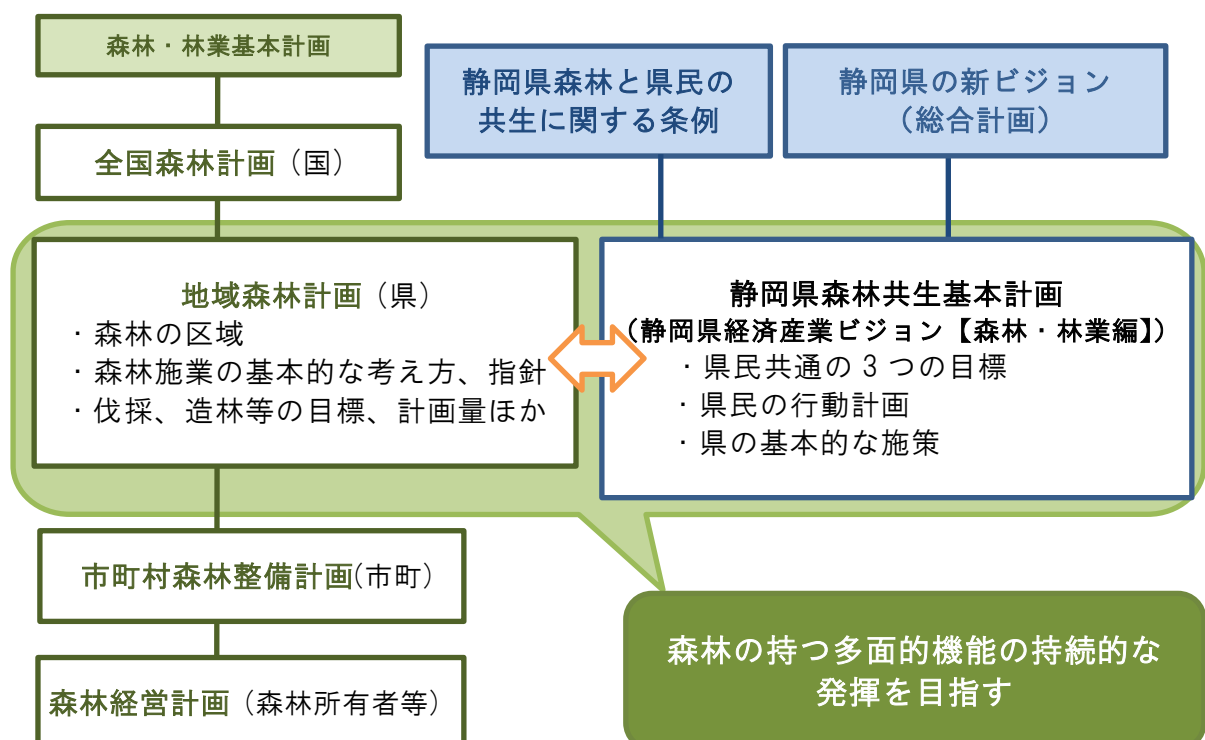 森林・林業基本計画
全国森林計画（国）
静岡県森林と県民の
共生に関する条例
静岡県の新ビジョン
（総合計画）
地域森林計画（県）
・森林の区域
・森林施業の基本的な考え方、指針
・伐採、造林等の目標、計画量ほか
静岡県森林共生基本計画
（静岡県経済産業ビジョン【森林・林業編】）
・県民共通の３つの目標
・県民の行動計画
・県の基本的な施策
市町村森林整備計画(市町）
森林経営計画（森林所有者等）
森林の持つ多面的機能の持続的な
発揮を目指す